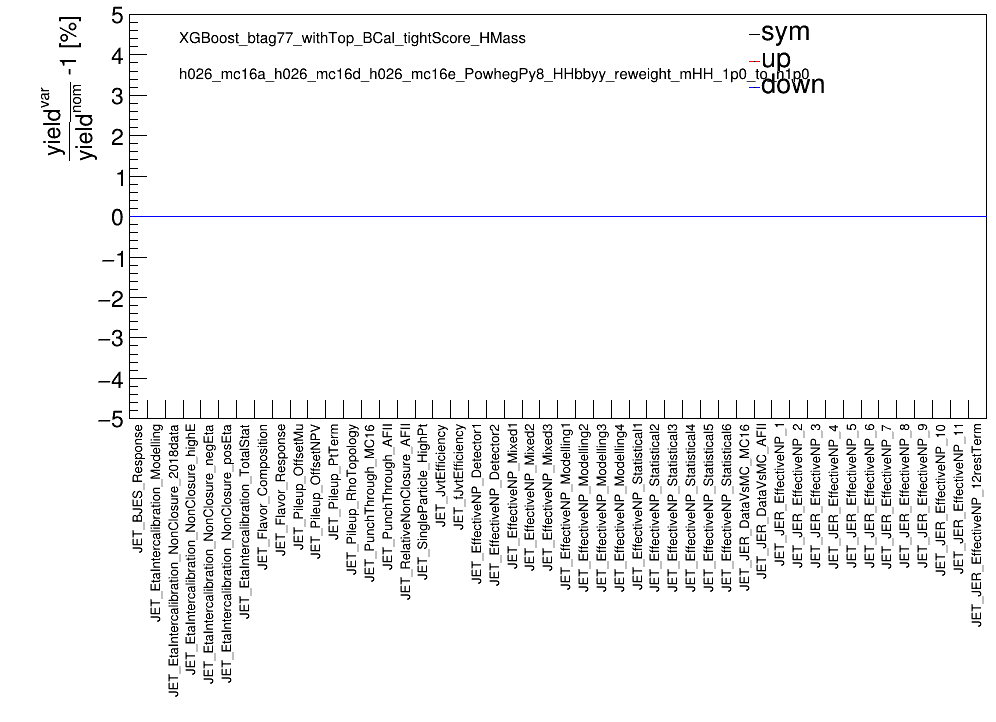 5
4
3
2
1
0
−1
−2
−3
−4
−5
yield^var
yield^nom -1 [%]
XGBoost_btag77_withTop_BCal_tightScore_HMass
h026_mc16a_h026_mc16d_h026_mc16e_PowhegPy8_HHbbyy_reweight_mHH_1p0_to_n1p0
sym
up
down
JET_BJES_Response
JET_EtaIntercalibration_Modelling
JET_EtaIntercalibration_NonClosure_2018data
JET_EtaIntercalibration_NonClosure_highE
JET_EtaIntercalibration_NonClosure_negEta
JET_EtaIntercalibration_NonClosure_posEta
JET_EtaIntercalibration_TotalStat
JET_Flavor_Composition
JET_Flavor_Response
JET_Pileup_OffsetMu
JET_Pileup_OffsetNPV
JET_Pileup_PtTerm
JET_Pileup_RhoTopology
JET_PunchThrough_MC16
JET_PunchThrough_AFII
JET_RelativeNonClosure_AFII
JET_SingleParticle_HighPt
JET_JvtEfficiency
JET_fJvtEfficiency
JET_EffectiveNP_Detector1
JET_EffectiveNP_Detector2
JET_EffectiveNP_Mixed1
JET_EffectiveNP_Mixed2
JET_EffectiveNP_Mixed3
JET_EffectiveNP_Modelling1
JET_EffectiveNP_Modelling2
JET_EffectiveNP_Modelling3
JET_EffectiveNP_Modelling4
JET_EffectiveNP_Statistical1
JET_EffectiveNP_Statistical2
JET_EffectiveNP_Statistical3
JET_EffectiveNP_Statistical4
JET_EffectiveNP_Statistical5
JET_EffectiveNP_Statistical6
JET_JER_DataVsMC_MC16
JET_JER_DataVsMC_AFII
JET_JER_EffectiveNP_1
JET_JER_EffectiveNP_2
JET_JER_EffectiveNP_3
JET_JER_EffectiveNP_4
JET_JER_EffectiveNP_5
JET_JER_EffectiveNP_6
JET_JER_EffectiveNP_7
JET_JER_EffectiveNP_8
JET_JER_EffectiveNP_9
JET_JER_EffectiveNP_10
JET_JER_EffectiveNP_11
JET_JER_EffectiveNP_12restTerm